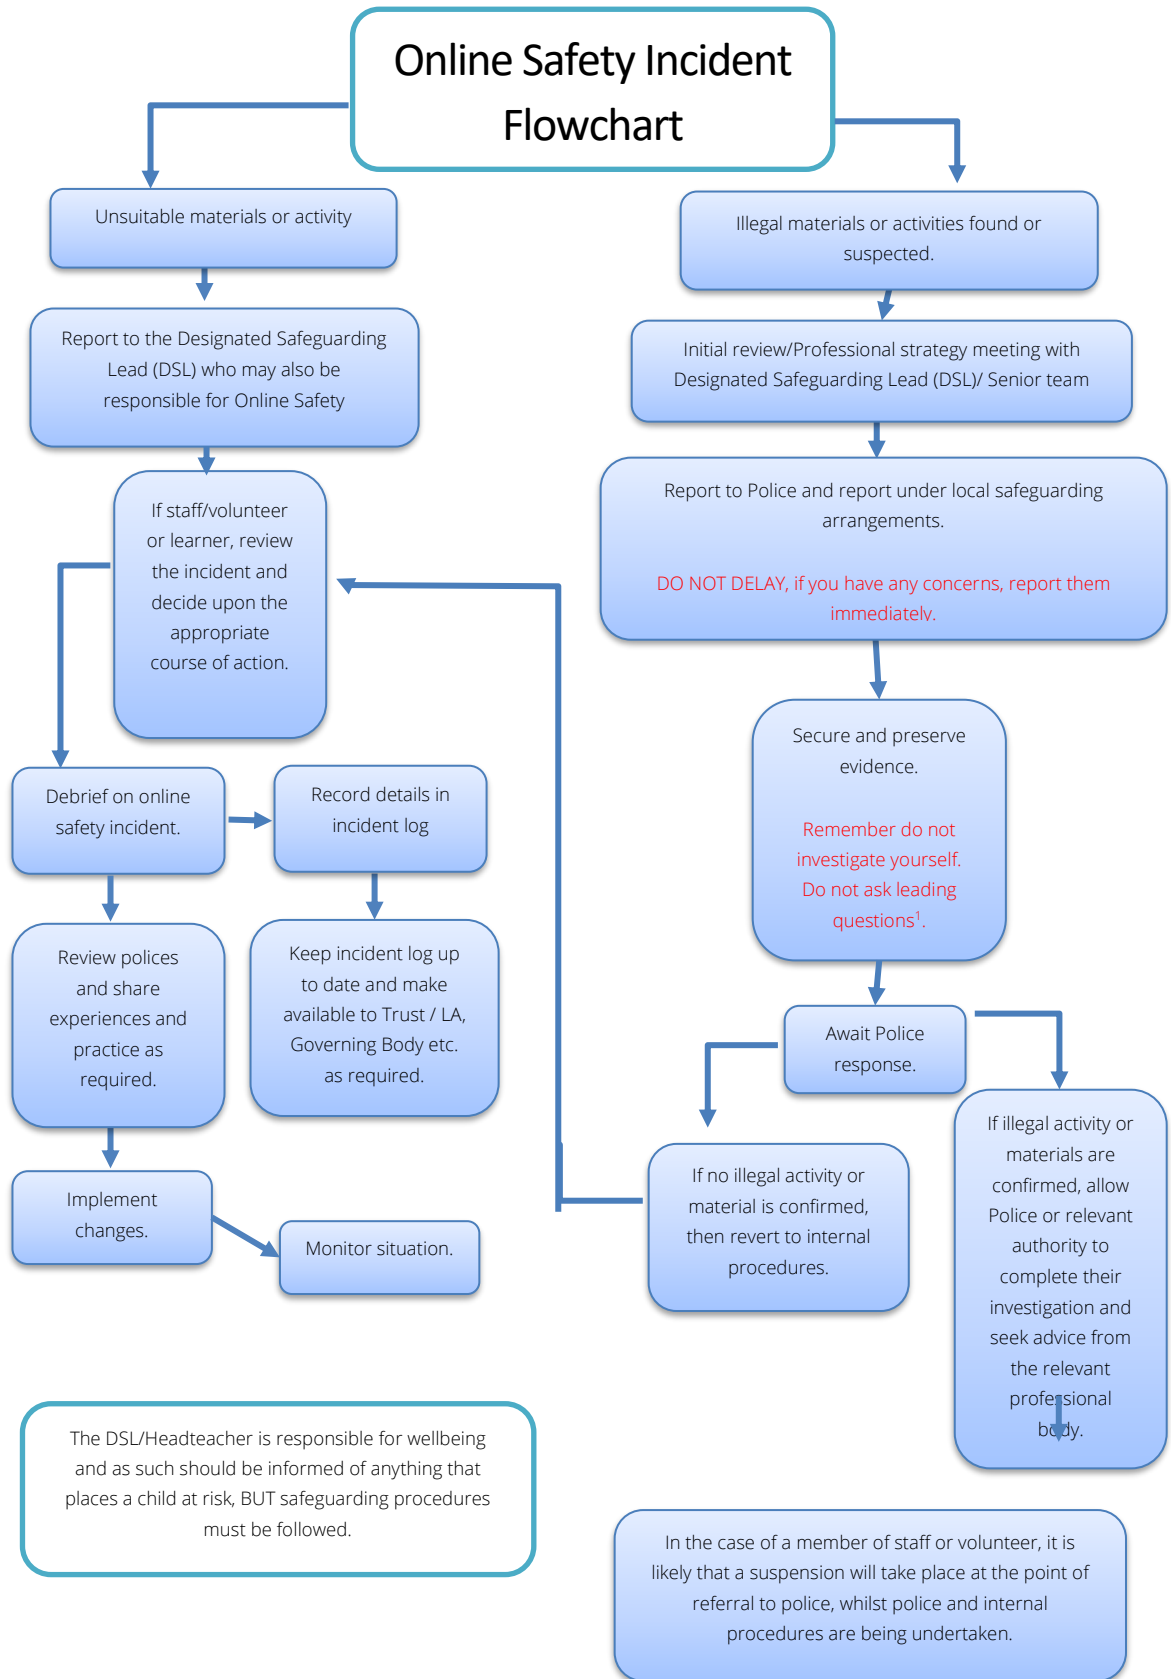 Online Safety Incident
Flowchart
Unsuitable materials or activity
Report to the Designated Safeguarding
Lead (DSL) who may also be
responsible for Online Safety
If staff/volunteer
or learner, review
the incident and
decide upon the
appropriate
course of action.
Debrief on online
safety incident.
Record details in
incident log
Review polices
and share
experiences and
practice as
required.
Keep incident log up
to date and make
available to Trust / LA,
Governing Body etc.
as required.
Implement
changes.
Monitor situation.
Illegal materials or activities found or
suspected.
Initial review/Professional strategy meeting with
Designated Safeguarding Lead (DSL)/ Senior team
Report to Police and report under local safeguarding
arrangements.
DO NOT DELAY, if you have any concerns, report them
immediately.
Secure and preserve
evidence.
Remember do not
investigate yourself.
Do not ask leading
questions¹.
Await Police
response.
If no illegal activity or
material is confirmed,
then revert to internal
procedures.
If illegal activity or
materials are
confirmed, allow
Police or relevant
authority to
complete their
investigation and
seek advice from
the relevant
professional
body.
The DSL/Headteacher is responsible for wellbeing
and as such should be informed of anything that
places a child at risk, BUT safeguarding procedures
must be followed.
In the case of a member of staff or volunteer, it is
likely that a suspension will take place at the point of
referral to police, whilst police and internal
procedures are being undertaken.